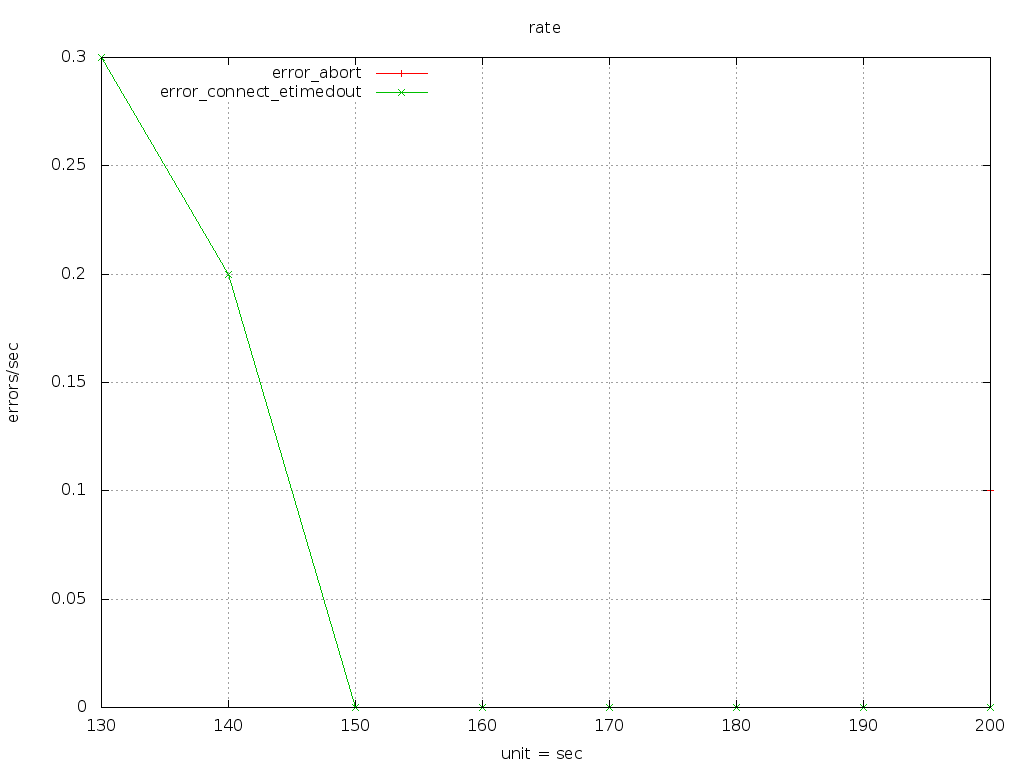 rate
0.3
error_abort
error_connect_etimedout
0.25
0.2
0.15
0.1
0.05
0
errors/sec
130 140 150 160 170 180 190 200
unit = sec